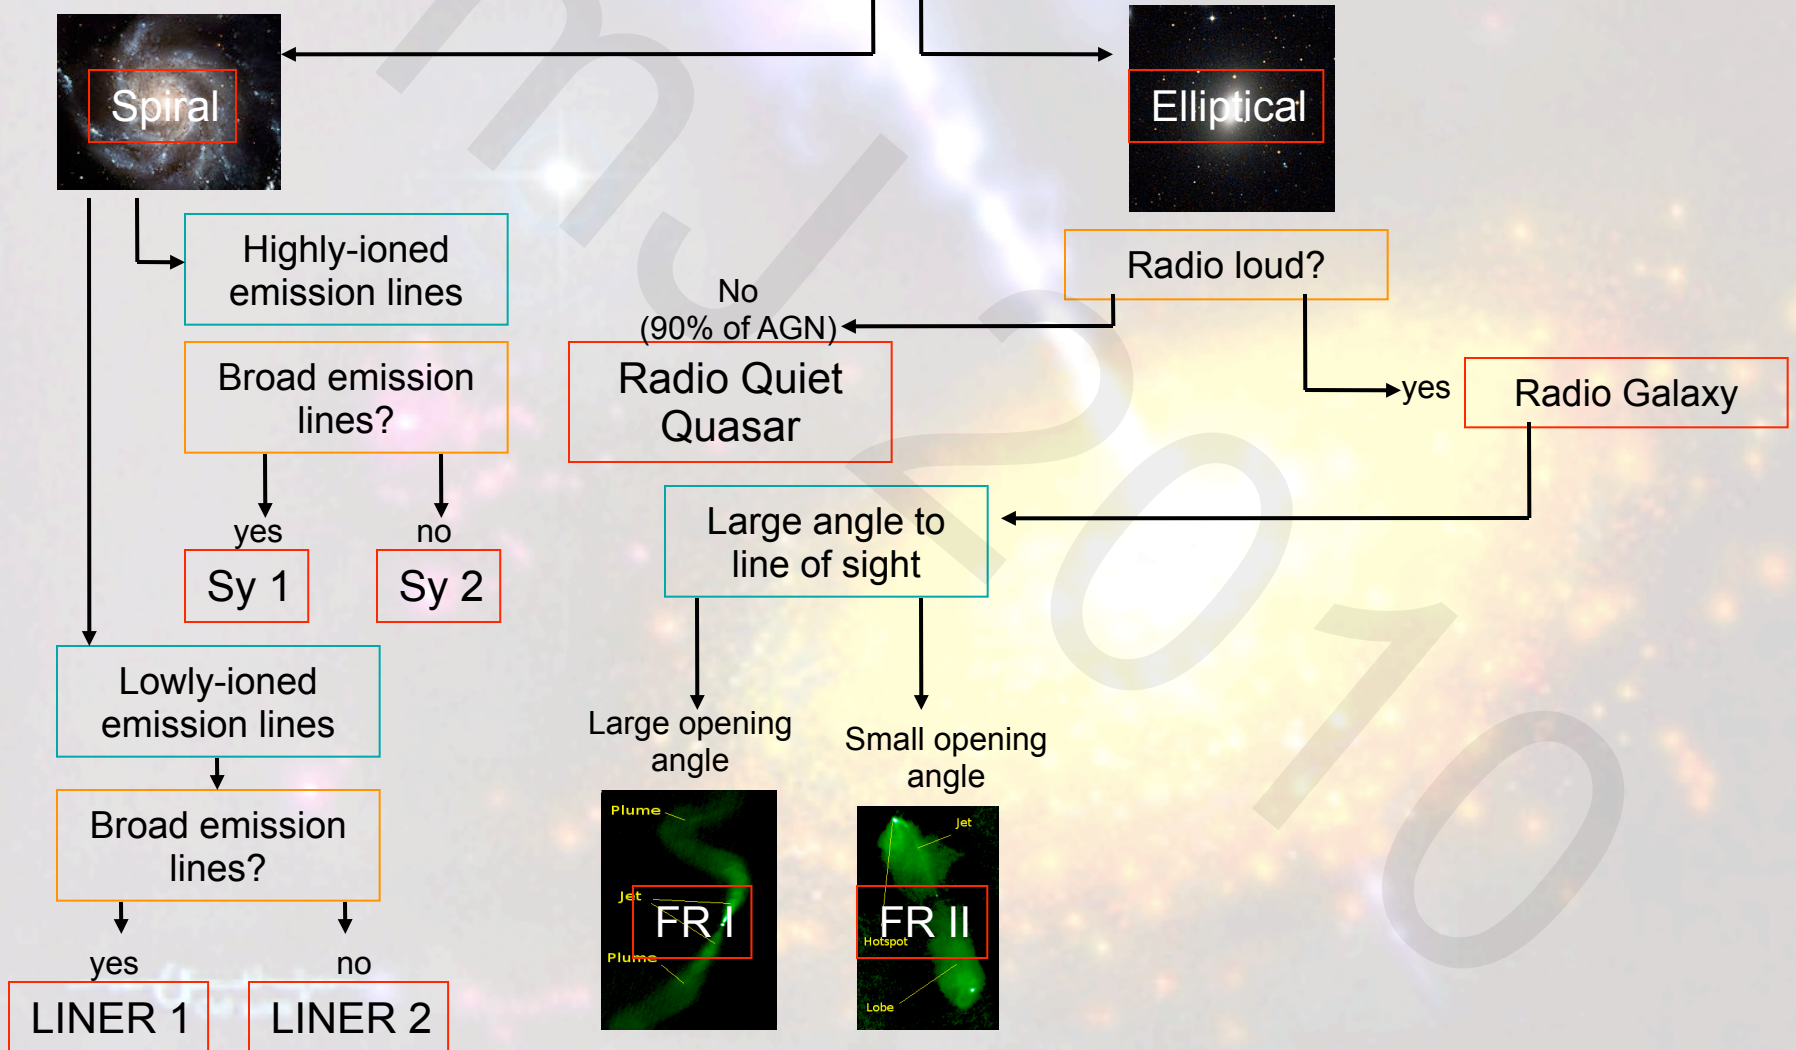 Spiral
Elliptical
Highly-ioned
emission lines
Radio loud?
No
(90% of AGN)
Broad emission
lines?
Radio Quiet
Quasar
yes
Radio Galaxy
Large angle to
line of sight
yes
no
Sy 1
Sy 2
Lowly-ioned
emission lines
Large opening
angle
Small opening
angle
Broad emission
lines?
Plume
Jet
Plume
FR I
Jet
Hotspot
Lobe
FR II
yes
no
LINER 1
LINER 2
mJ 2010